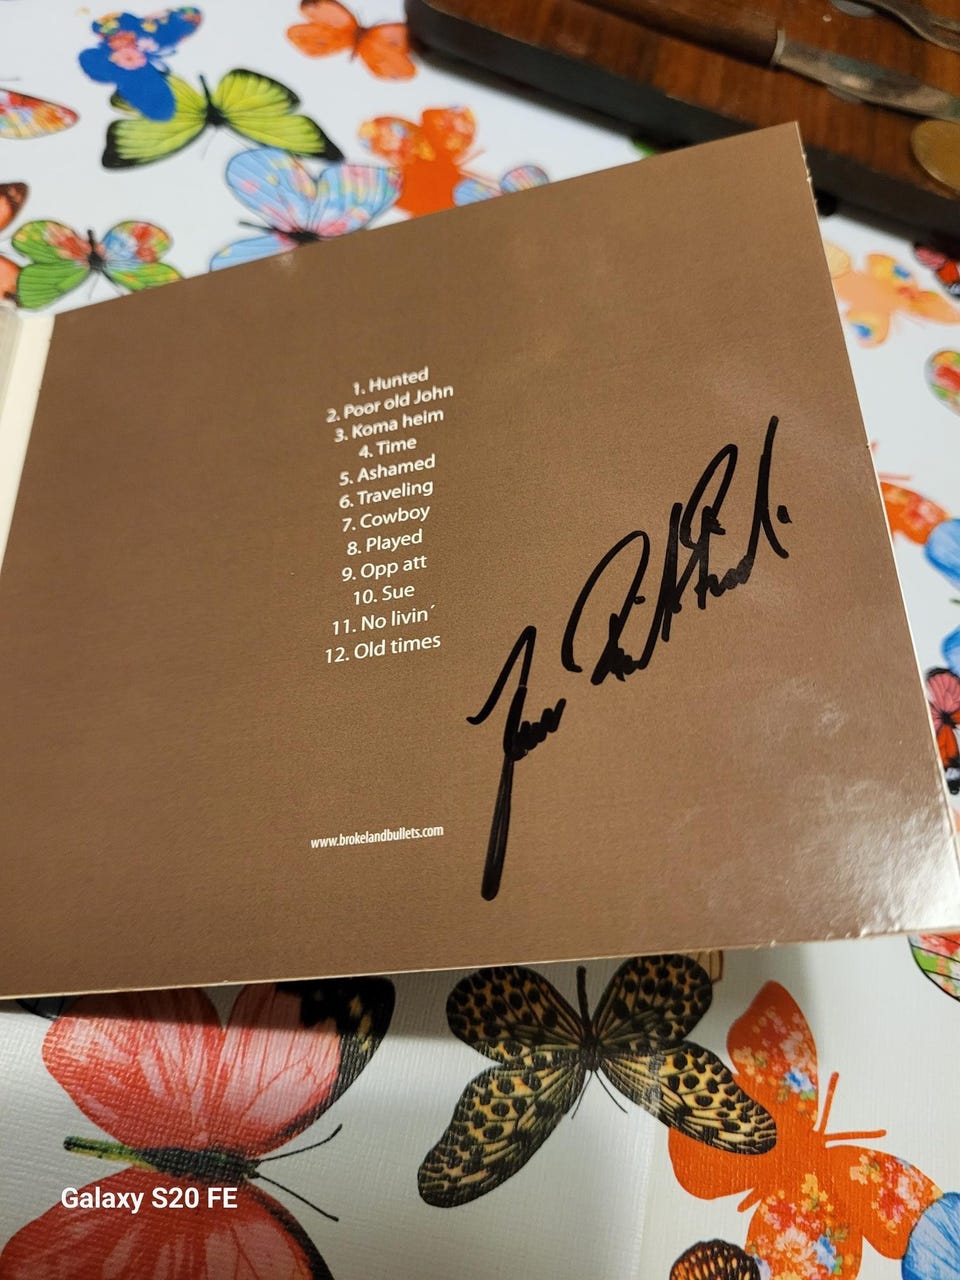 1. Hunted
2. Poor old John
3. Koma heim
4. Time
5. Ashamed
6. Traveling
7. Cowboy
8. Played
9. Opp att
10. Sue
11. No livin´
12. Old times
www.brokelandbullets.com
Galaxy S20 FE